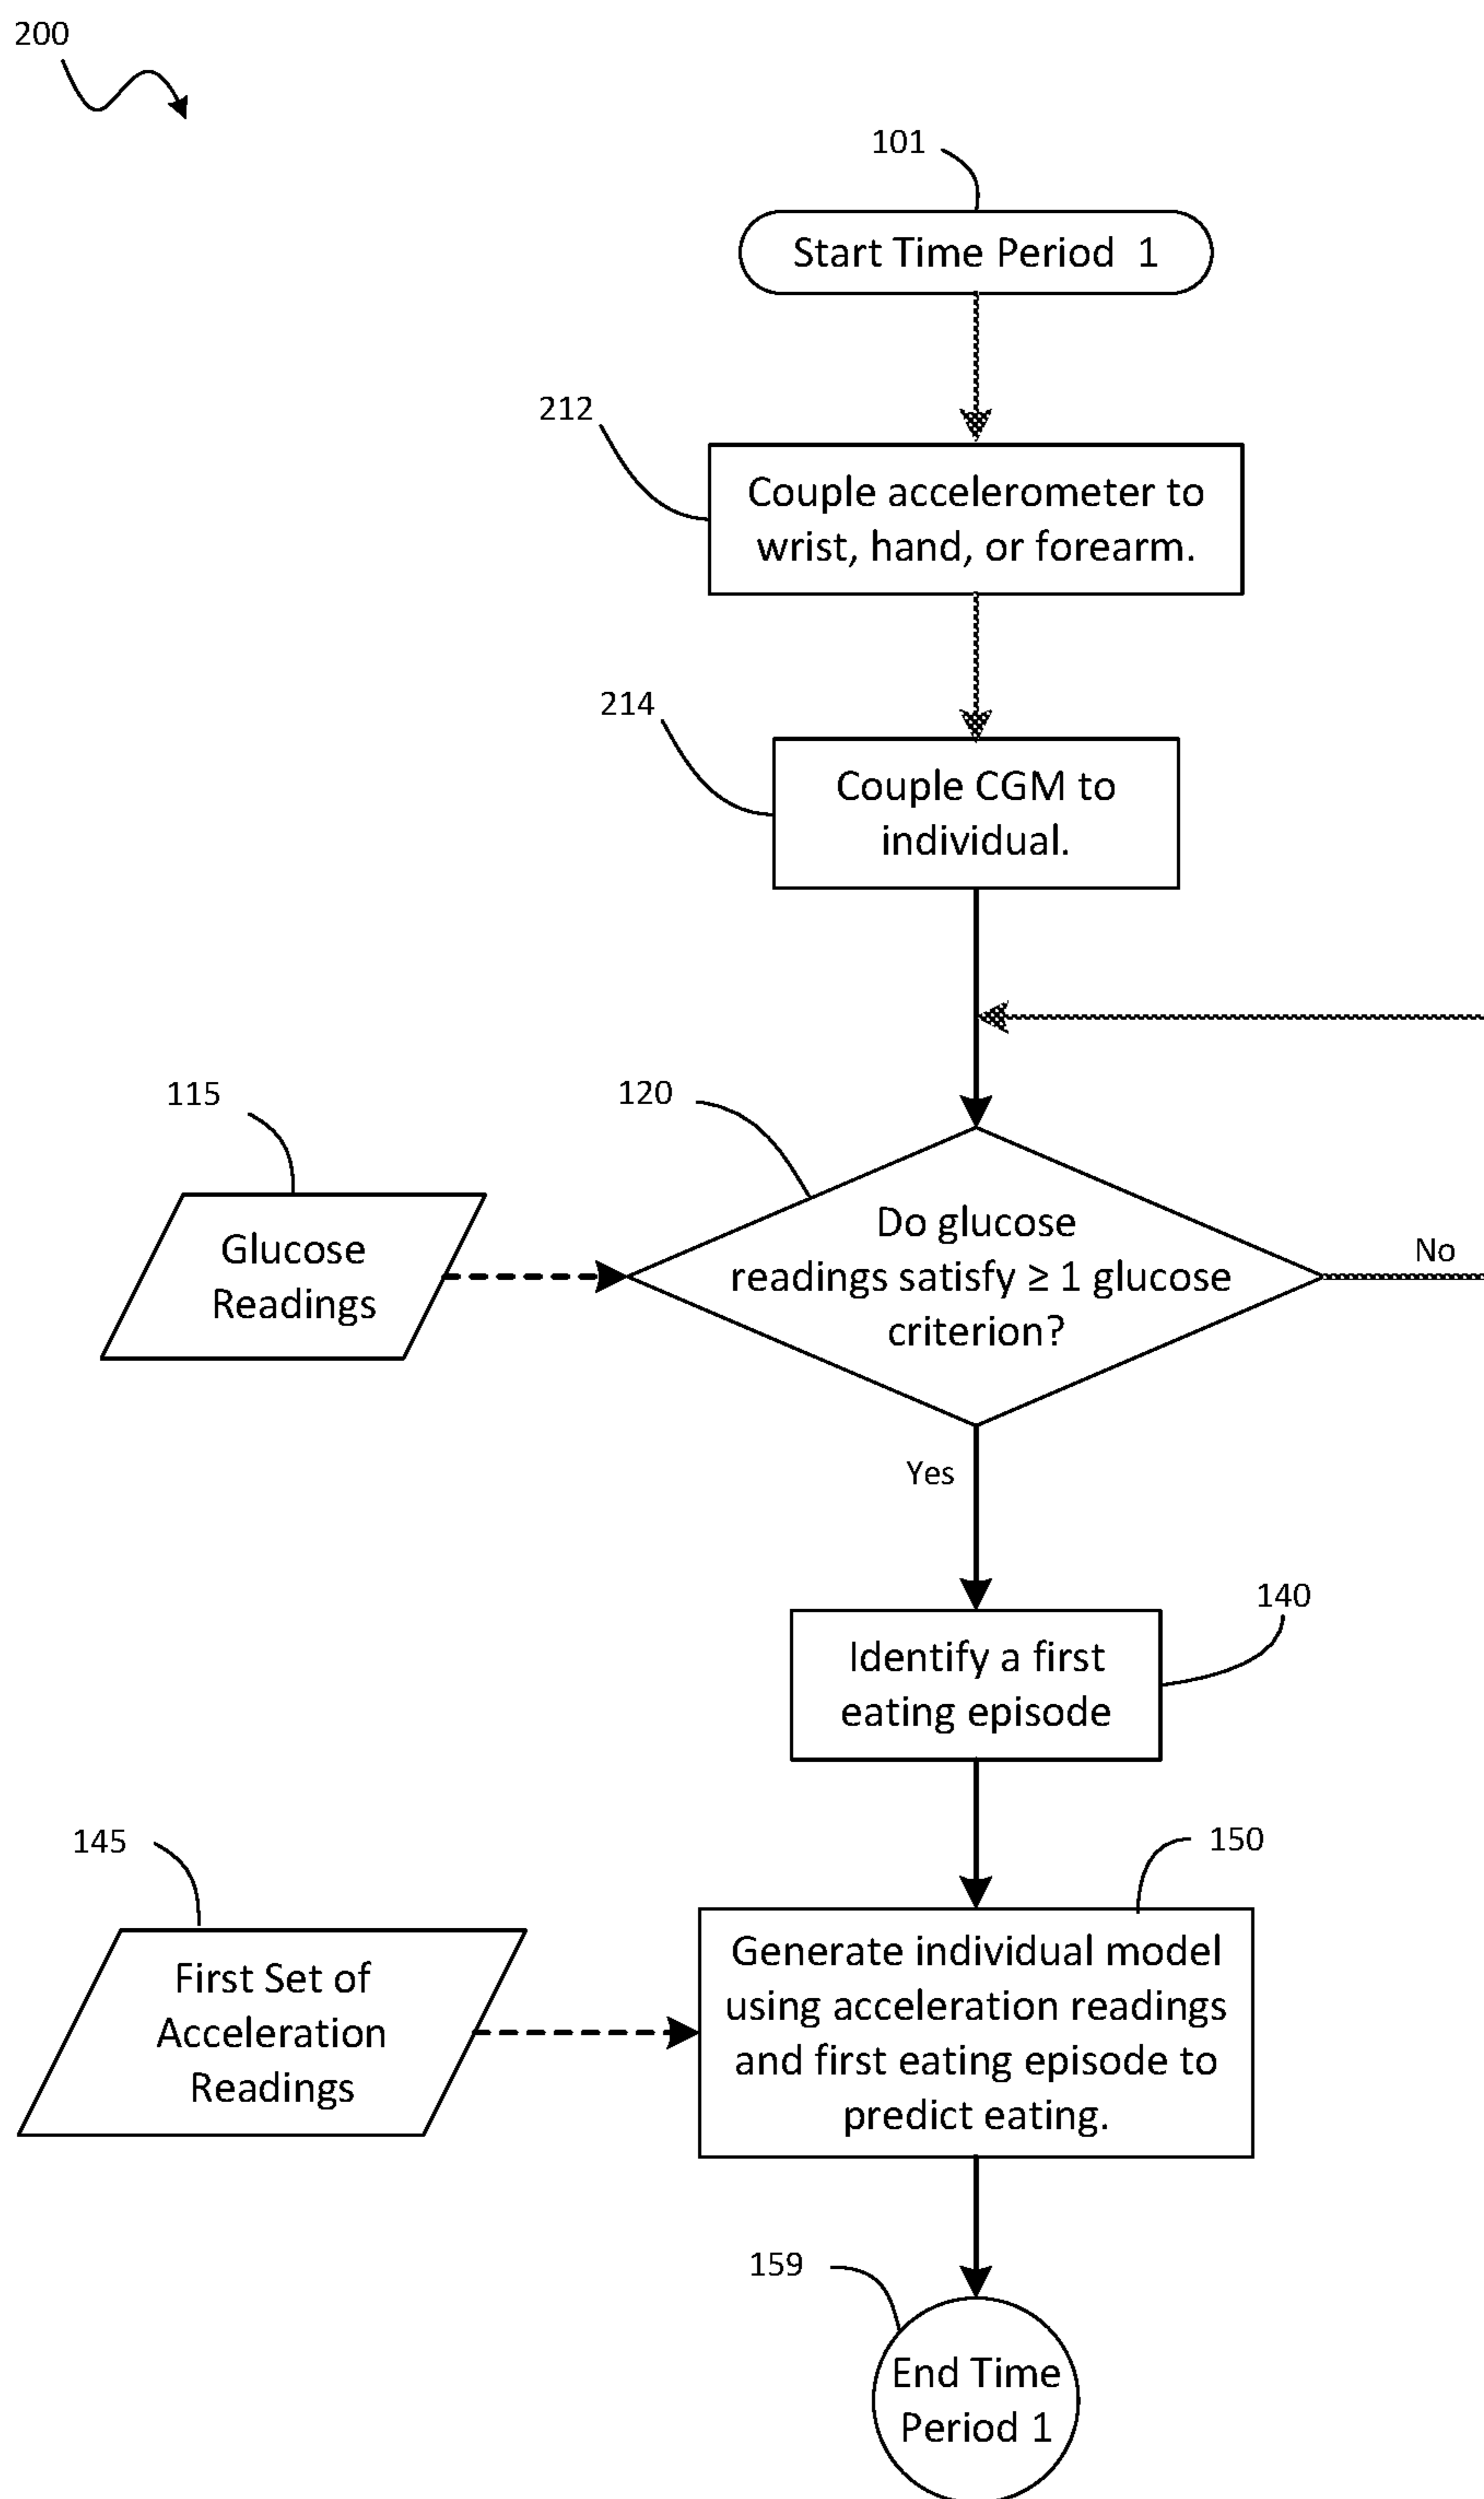 200
101
Start Time Period 1
212
Couple accelerometer to
wrist, hand, or forearm.
214
Couple CGM to
individual.
115
120
Glucose
Readings
Do glucose
readings satisfy ≥ 1 glucose
criterion?
No
Yes
140
Identify a first
eating episode
145
150
First Set of
Acceleration
Readings
Generate individual model
using acceleration readings
and first eating episode to
predict eating.
159
End Time
Period 1